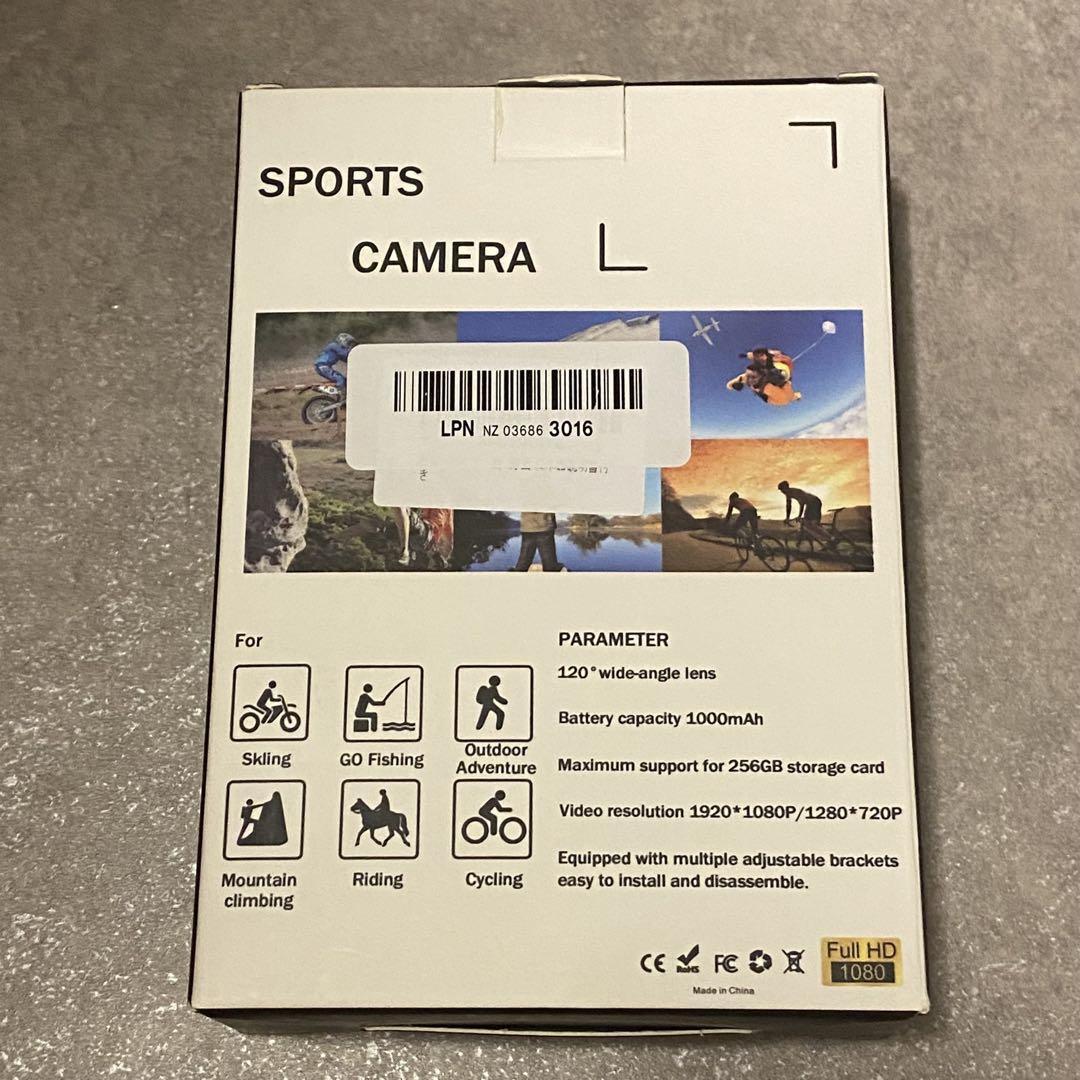 SPORTS
CAMERA
LPN NZ 03686 3016
For
Skling
GO Fishing
Outdoor
Adventure
Mountain
climbing
Riding
Cycling
PARAMETER
120°wide-angle lens
Battery capacity 1000mAh
Maximum support for 256GB storage card
Video resolution 1920*1080P/1280*720P
Equipped with multiple adjustable brackets
easy to install and disassemble.
CE RoHS FC
Made in China
Full HD
1080